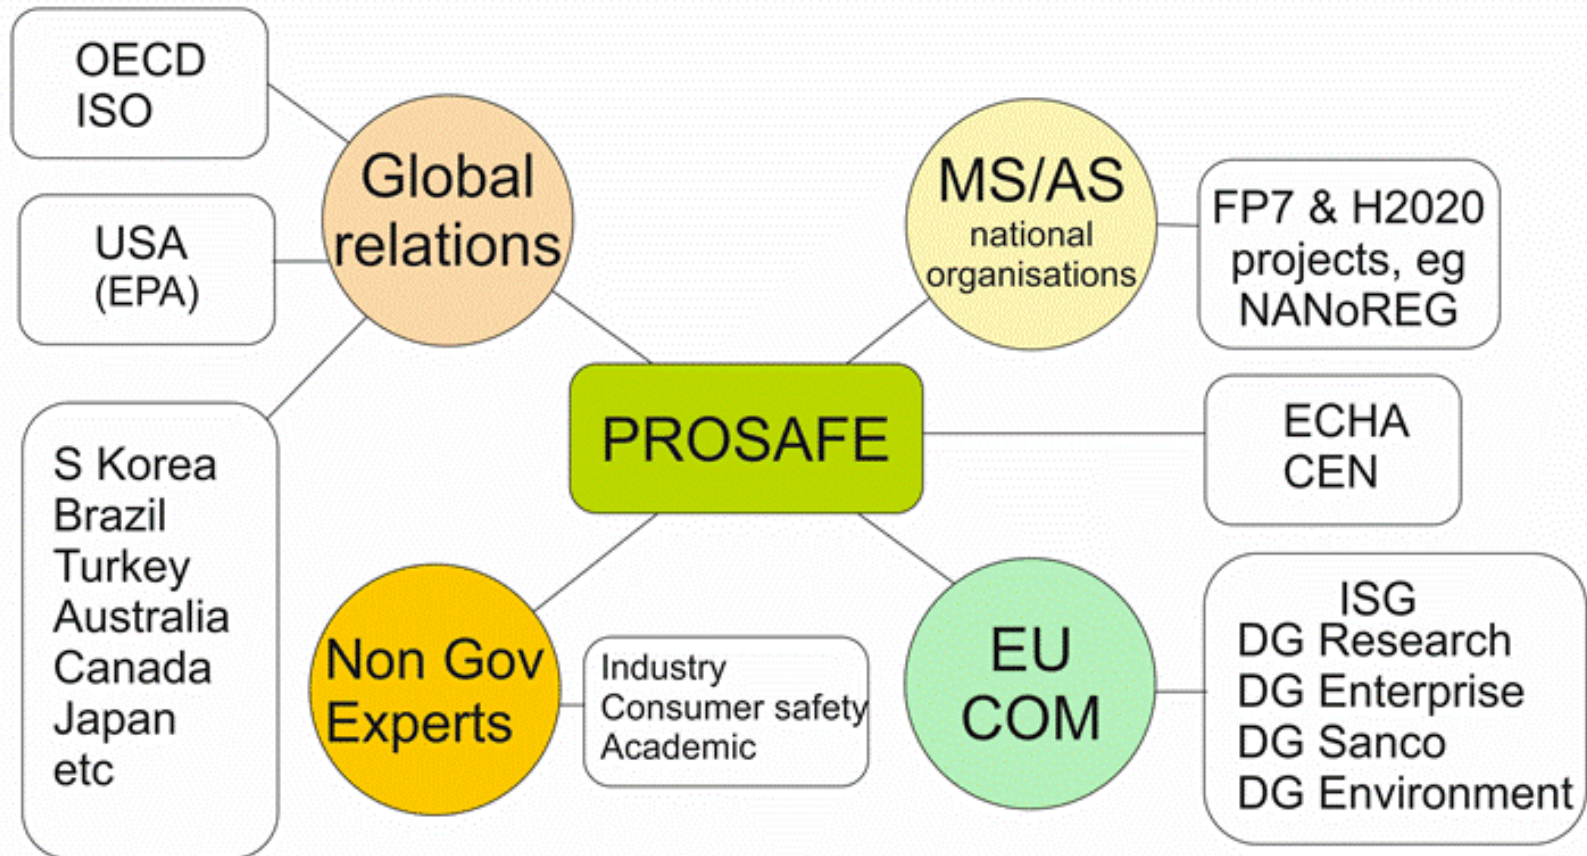 OECD
ISO
Global
relations
USA
(EPA)
S Korea
Brazil
Turkey
Australia
Canada
Japan
etc
MS/AS
national
organisations
FP7 & H2020
projects, eg
NANoREG
PROSAFE
ECHA
CEN
Non Gov
Experts
Industry
Consumer safety
Academic
EU
COM
ISG
DG Research
DG Enterprise
DG Sanco
DG Environment